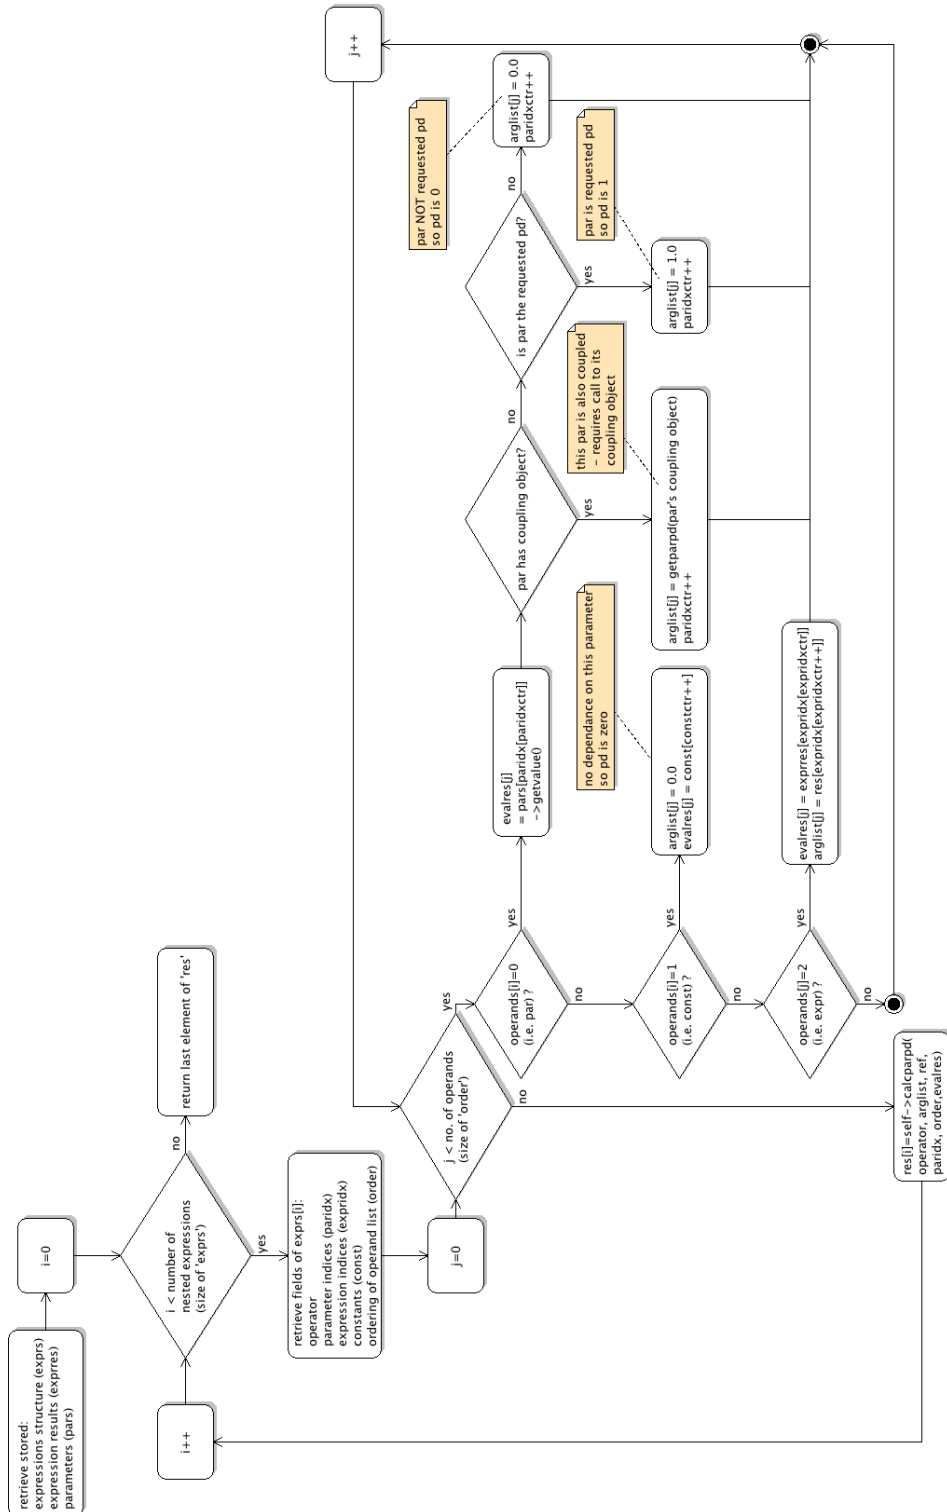 retrieve stored:
expressions structure (exprs)
expression results (exprres)
parameters (pars)
i=0
i++
i < number of
nested expressions
(size of 'exprs')
no
return last element of 'res'
yes
retrieve fields of exprs[i]:
operator
parameter indices (paridx)
expression indices (expridx)
constants (const)
ordering of operand list (order)
j=0
j < no. of operands
(size of 'order')
yes
no
j++
operands[i]=0
(i.e. par) ?
yes
no
evalres[j]
= pars[paridx[paridxctr]]
->getvalue()
par has coupling object?
no
yes
is par the requested pd?
no
yes
arglist[j] = 0.0
paridxctr++
par NOT requested pd
so pd is 0
par is requested pd
so pd is 1
arglist[j] = 1.0
paridxctr++
this par is also coupled
– requires call to its
coupling object
arglist[j] = getparpd(par's coupling object)
paridxctr++
operands[i]=1
(i.e. const) ?
yes
no
no dependance on this parameter
so pd is zero
arglist[j] = 0.0
evalres[j] = const[constctr++]
operands[j]=2
(i.e. expr) ?
yes
no
evalres[j] = exprres[expridx[expridxctr]]
arglist[j] = res[expridx[expridxctr++]]
res[i]=self->calcparpd(
operator, arglist, ref,
paridx, order,evalres)